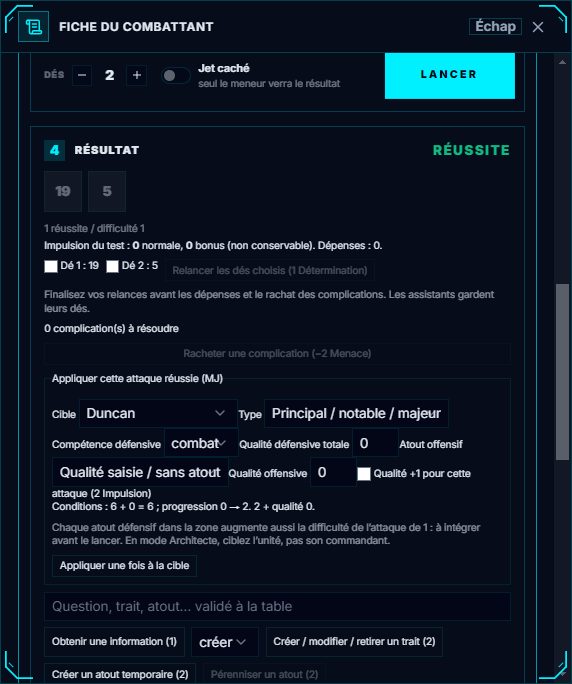 FICHE DU COMBATTANT
Échap
DÉS
2
Jet caché
seul le meneur verra le résultat
LANCER
4 RÉSULTAT
RÉUSSITE
19 5
1 réussite / difficulté 1
Impulsion du test : 0 normale, 0 bonus (non conservable). Dépenses : 0.
Dé 1 : 19 Dé 2 : 5 Relancer les dés choisis (1 Détermination)
Finalisez vos relances avant les dépenses et le rachat des complications. Les assistants gardent
leurs dés.
0 complication(s) à résoudre
Racheter une complication (−2 Menace)
Appliquer cette attaque réussie (MJ)
Cible Duncan Type Principal / notable / majeur
Compétence défensive combat Qualité défensive totale 0 Atout offensif
Qualité saisie / sans atout Qualité offensive 0 Qualité +1 pour cette
attaque (2 Impulsion)
Conditions : 6 + 0 = 6 ; progression 0 → 2. 2 + qualité 0.
Chaque atout défensif dans la zone augmente aussi la difficulté de l'attaque de 1 : à intégrer
avant le lancer. En mode Architecte, ciblez l'unité, pas son commandant.
Appliquer une fois à la cible
Question, trait, atout... validé à la table
Obtenir une information (1) créer Créer / modifier / retirer un trait (2)
Créer un atout temporaire (2) Pérenniser un atout (2)